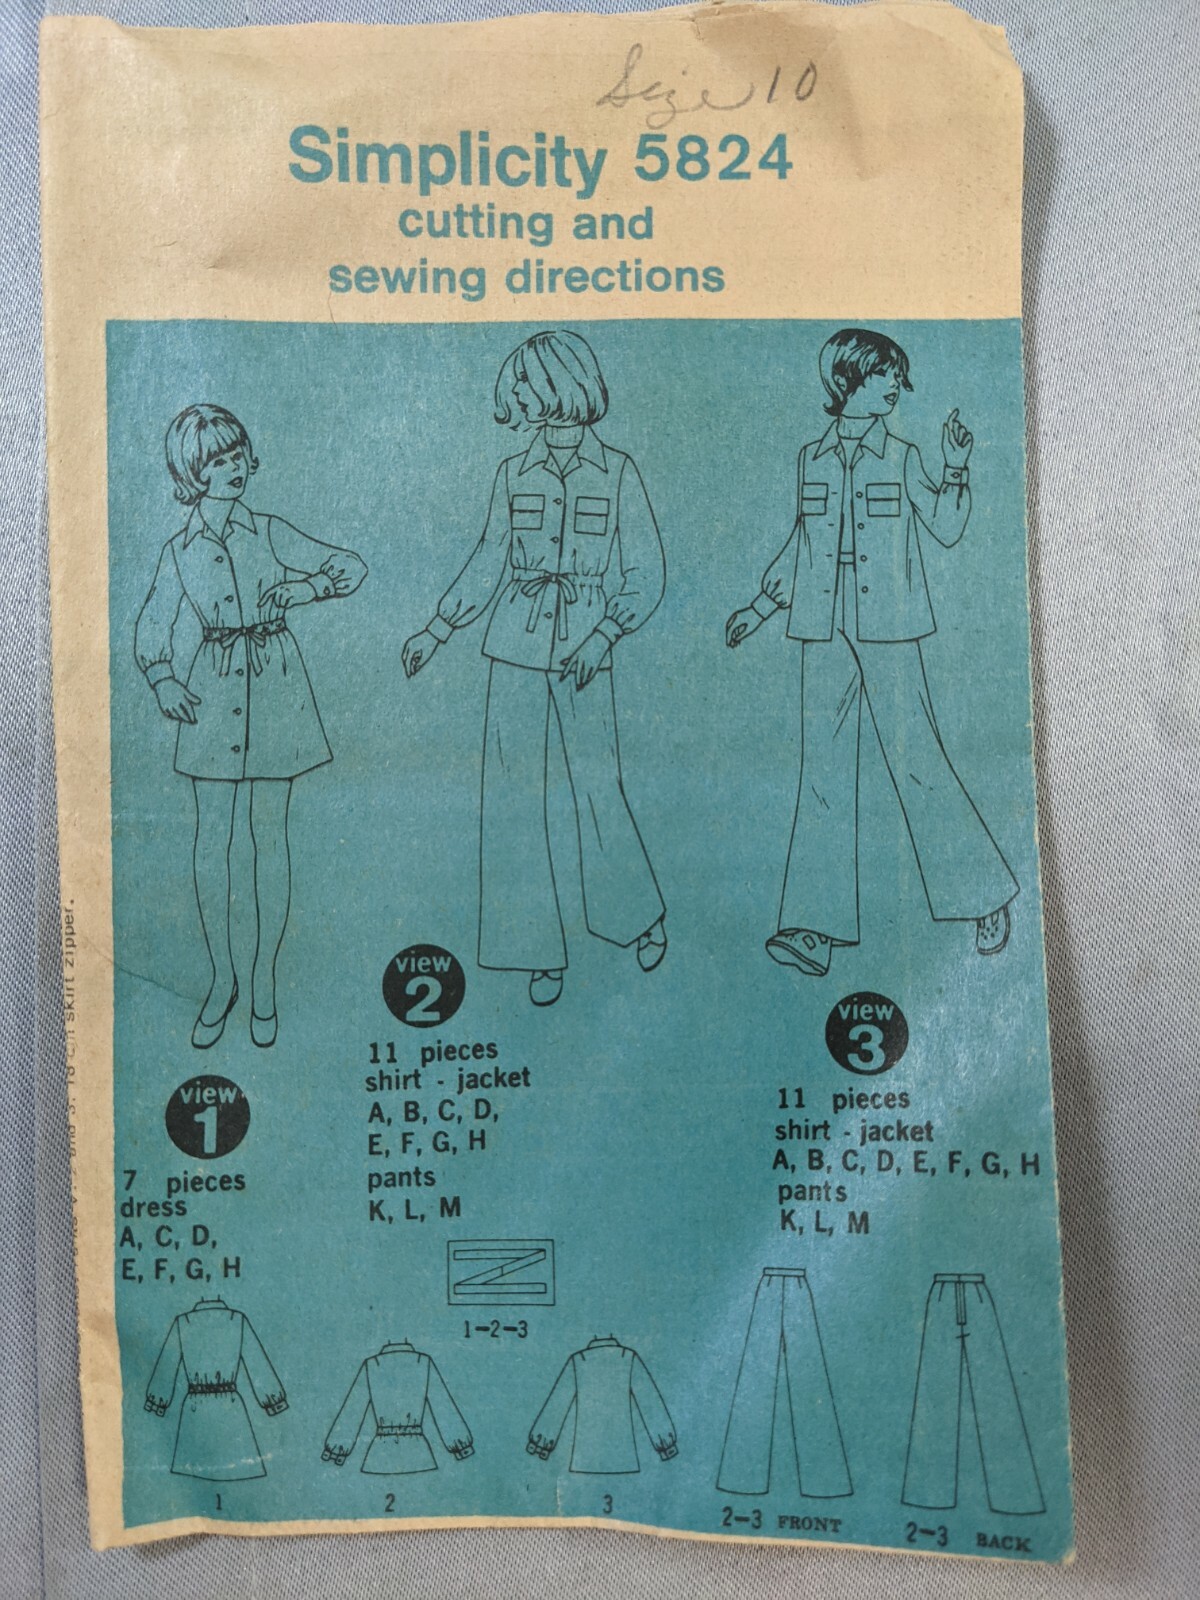 Size 10
Simplicity 5824
cutting and
sewing directions
view
1
7 pieces
dress
A, C, D,
E, F, G, H
view
2
11 pieces
shirt - jacket
A, B, C, D,
E, F, G, H
pants
K, L, M
view
3
11 pieces
shirt - jacket
A, B, C, D, E, F, G, H
pants
K, L, M
1-2-3
1
2
3
2-3 FRONT
2-3 BACK
skirt zipper.